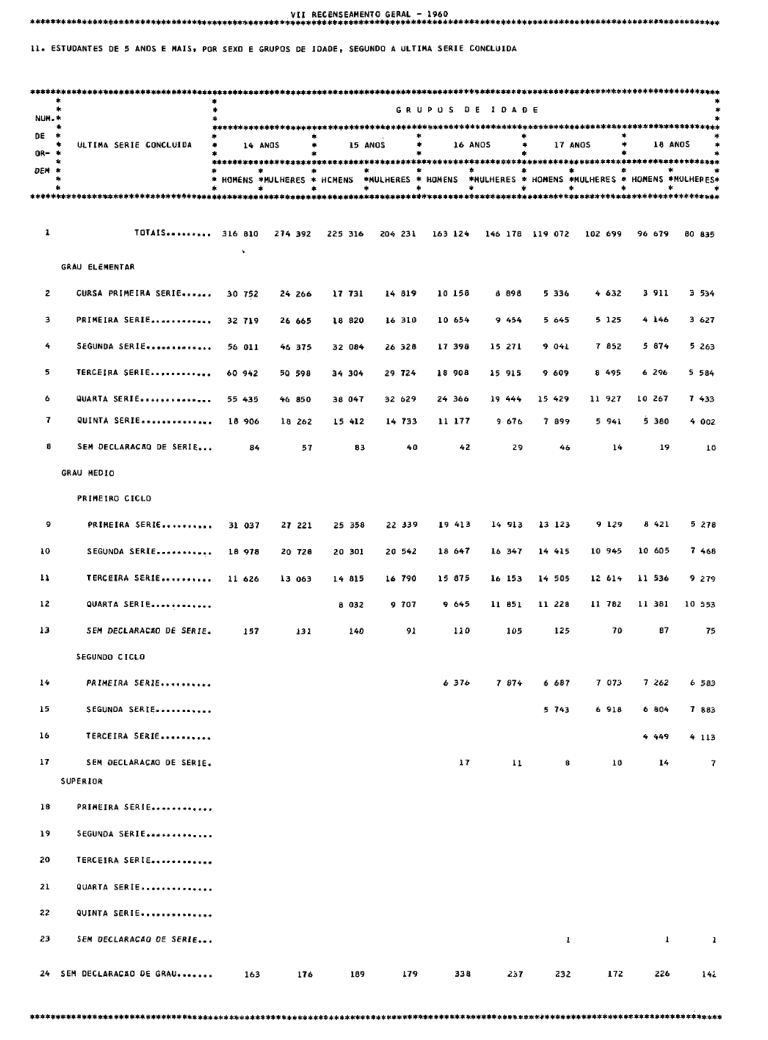 VII RECENSEAMENTO GERAL - 1960
11. ESTUDANTES DE 5 ANOS E MAIS, POR SEXO E GRUPOS DE IDADE, SEGUNDO A ULTIMA SERIE CONCLUIDA
NUM. DE OR- DEM
ULTIMA SERIE CONCLUIDA
GRUPOS DE IDADE
14 ANOS 15 ANOS 16 ANOS 17 ANOS 18 ANOS
HOMENS *MULHERES * HCMENS *MULHERES * HOMENS *MULHERES * HOMENS *MULHERES * HOMENS *MULHERES*
1 TOTAIS......... 316 810 274 392 225 316 204 231 163 124 146 178 119 072 102 699 96 679 80 835
GRAU ELEMENTAR
2 CURSA PRIMEIRA SERIE...... 30 752 24 266 17 731 14 819 10 158 8 898 5 336 4 632 3 911 3 534
3 PRIMEIRA SERIE............ 32 719 26 665 18 820 16 310 10 654 9 454 5 645 5 125 4 146 3 627
4 SEGUNDA SERIE............. 56 011 46 375 32 084 26 328 17 398 15 271 9 041 7 852 5 874 5 263
5 TERCEIRA SERIE............ 60 942 50 598 34 304 29 724 18 908 15 915 9 609 8 495 6 296 5 584
6 QUARTA SERIE.............. 55 435 46 850 38 047 32 629 24 366 19 444 15 429 11 927 10 267 7 433
7 QUINTA SERIE.............. 18 906 18 262 15 412 14 733 11 177 9 676 7 899 5 941 5 380 4 002
8 SEM DECLARACAO DE SERIE... 84 57 83 40 42 29 46 14 19 10
GRAU MEDIO
PRIMEIRO CICLO
9 PRIMEIRA SERIE.......... 31 037 27 221 25 358 22 339 19 413 14 913 13 123 9 129 8 421 5 278
10 SEGUNDA SERIE........... 18 978 20 728 20 301 20 542 18 647 16 347 14 415 10 945 10 605 7 468
11 TERCEIRA SERIE.......... 11 626 13 063 14 815 16 790 15 875 16 153 14 505 12 614 11 536 9 279
12 QUARTA SERIE............ 8 032 9 707 9 645 11 851 11 228 11 782 11 381 10 553
13 SEM DECLARACAO DE SERIE. 157 131 140 91 110 105 125 70 87 75
SEGUNDO CICLO
14 PRIMEIRA SERIE.......... 6 376 7 874 6 687 7 073 7 262 6 583
15 SEGUNDA SERIE........... 5 743 6 918 6 804 7 883
16 TERCEIRA SERIE.......... 4 449 4 113
17 SEM DECLARACAO DE SERIE. 17 11 8 10 14 7
SUPERIOR
18 PRIMEIRA SERIE............
19 SEGUNDA SERIE.............
20 TERCEIRA SERIE............
21 QUARTA SERIE..............
22 QUINTA SERIE..............
23 SEM DECLARACAO DE SERIE... 1 1 1
24 SEM DECLARACAO DE GRAU....... 163 176 189 179 338 237 232 172 226 142